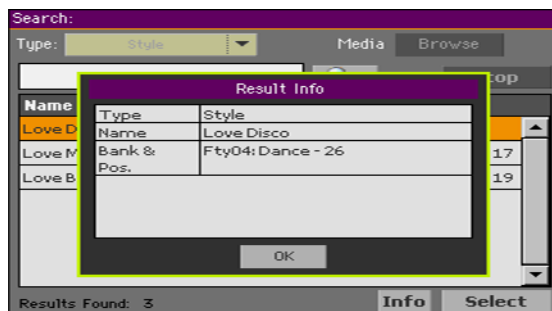 Search:
Type: Style Media Browse
Result Info
Name
Type Style
Love D
Name Love Disco
Love M 17
Bank & Fty04: Dance - 26
Pos.
Love B 19
OK
Results Found: 3 Info Select